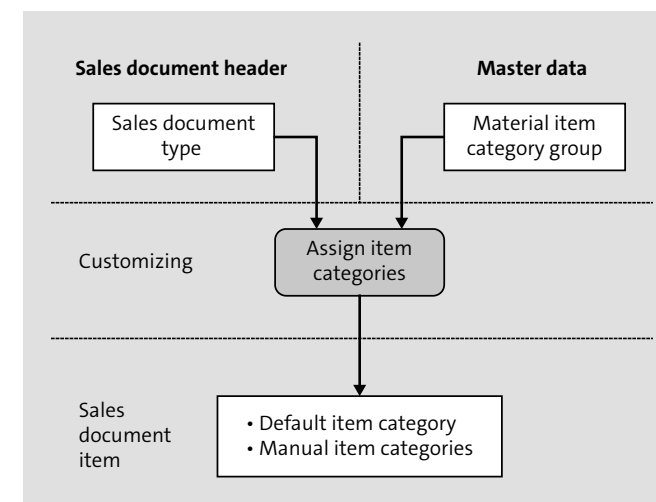 Sales document header
Master data
Sales document
type
Material item
category group
Customizing
Assign item
categories
Sales
document
item
• Default item category
• Manual item categories